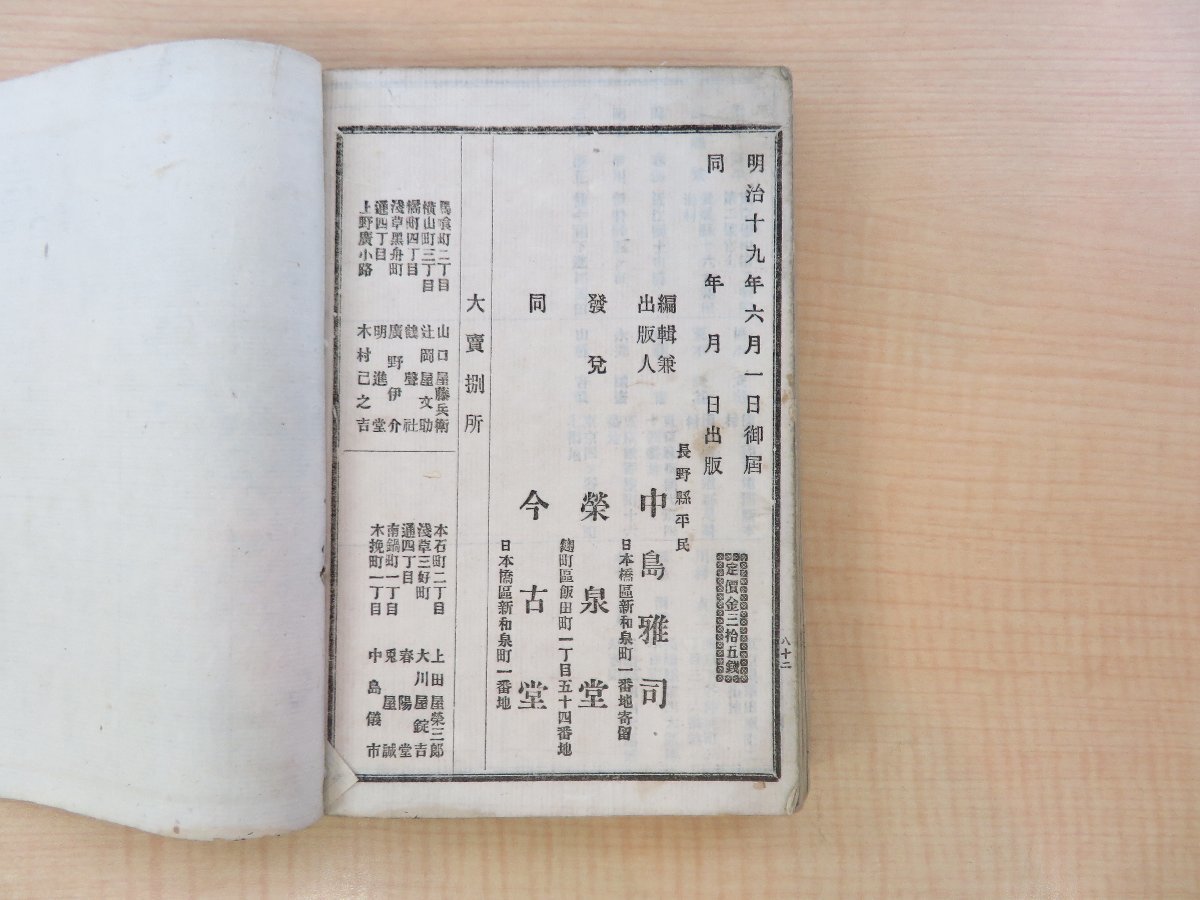 明治十九年六月一日御屆
同年月日出版
定價金三拾五錢
長野縣平民
編輯兼
出版人
中島雅司
日本橋區新和泉町一番地寄留
發兌
榮泉堂
麹町區飯田町一丁目五十四番地
同
今古堂
日本橋區新和泉町一番地
大賣捌所
馬喰町二丁目 山口屋藤兵衛
橫山町三丁目 辻岡屋文助
橘町四丁目 鶴聲社
淺草黑舟町 廣野伊介
通四丁目 明進堂
上野廣小路 木村己之吉
本石町二丁目 上田屋榮三郎
淺草三好町 大川屋錠吉
通四丁目 春陽堂
南鍋町一丁目 兎屋誠
木挽町一丁目 中島儀市
八十二